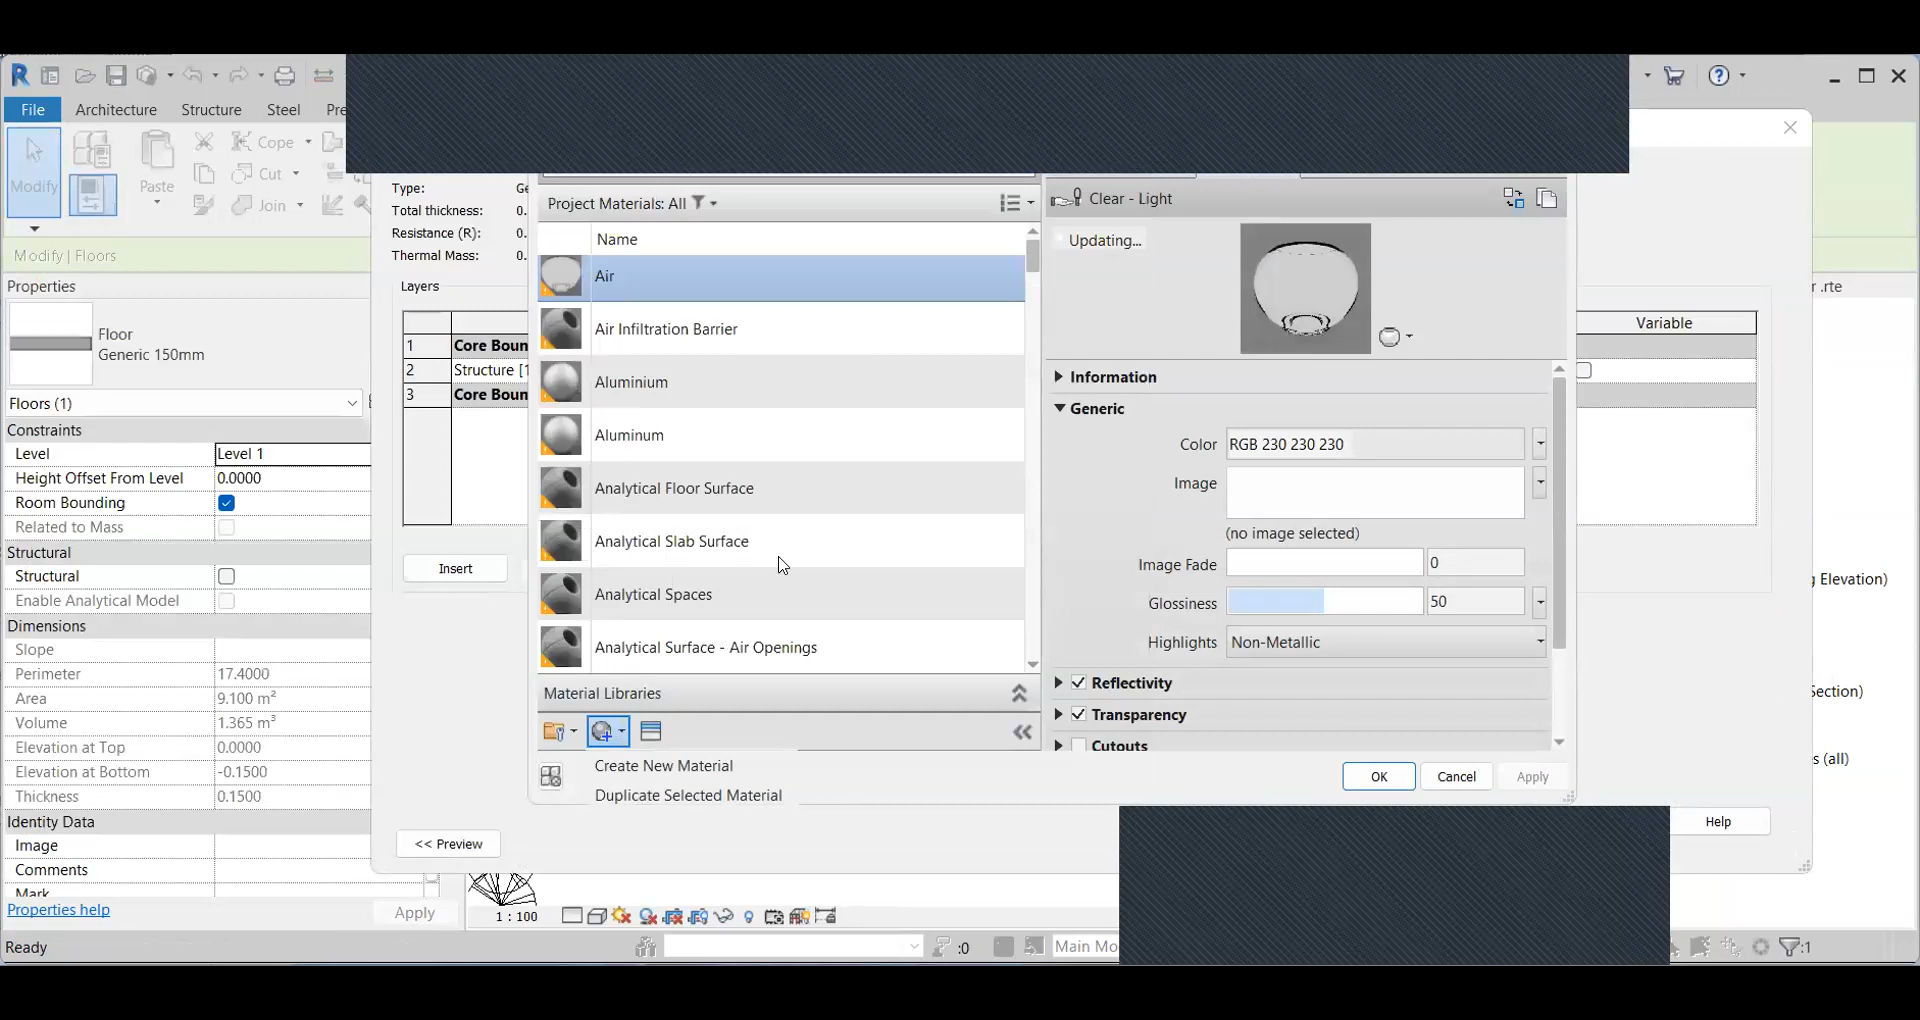 File Architecture Structure Steel Pre
Modify
Paste
Cope
Cut
Join
Modify | Floors
Properties
Floor
Generic 150mm
Floors (1)
Constraints
Level Level 1
Height Offset From Level 0.0000
Room Bounding
Related to Mass
Structural
Structural
Enable Analytical Model
Dimensions
Slope
Perimeter 17.4000
Area 9.100 m²
Volume 1.365 m³
Elevation at Top 0.0000
Elevation at Bottom -0.1500
Thickness 0.1500
Identity Data
Image
Comments
Mark
Properties help
Apply
Type: Ge
Total thickness: 0.
Resistance (R): 0.
Thermal Mass: 0.
Layers
1 Core Boun
2 Structure [1
3 Core Boun
Insert
<< Preview
Project Materials: All
Name
Air
Air Infiltration Barrier
Aluminium
Aluminum
Analytical Floor Surface
Analytical Slab Surface
Analytical Spaces
Analytical Surface - Air Openings
Material Libraries
Create New Material
Duplicate Selected Material
Clear - Light
Updating...
Information
Generic
Color RGB 230 230 230
Image
(no image selected)
Image Fade 0
Glossiness 50
Highlights Non-Metallic
Reflectivity
Transparency
Cutouts
OK Cancel Apply
r .rte
Variable
g Elevation)
Section)
s (all)
Help
1 : 100
Ready
:0
Main Mo
:1